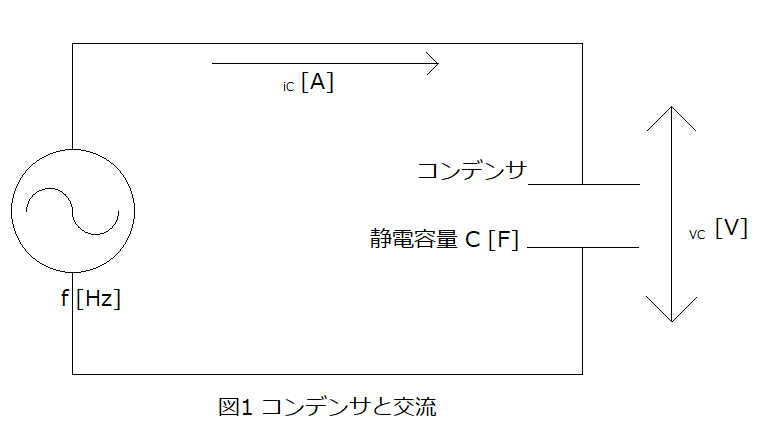 iC [A]
コンデンサ
静電容量 C [F]
vC [V]
f [Hz]
図1 コンデンサと交流